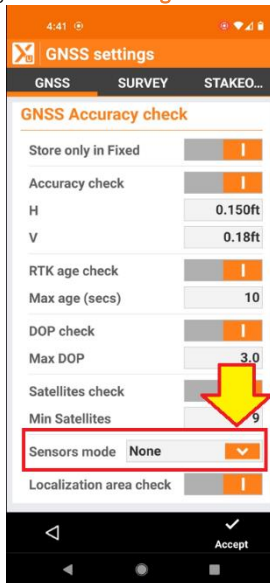 4:41
GNSS settings
GNSS SURVEY STAKEO...
GNSS Accuracy check
Store only in Fixed
Accuracy check
H 0.150ft
V 0.18ft
RTK age check
Max age (secs) 10
DOP check
Max DOP 3.0
Satellites check
Min Satellites 9
Sensors mode None
Localization area check
Accept